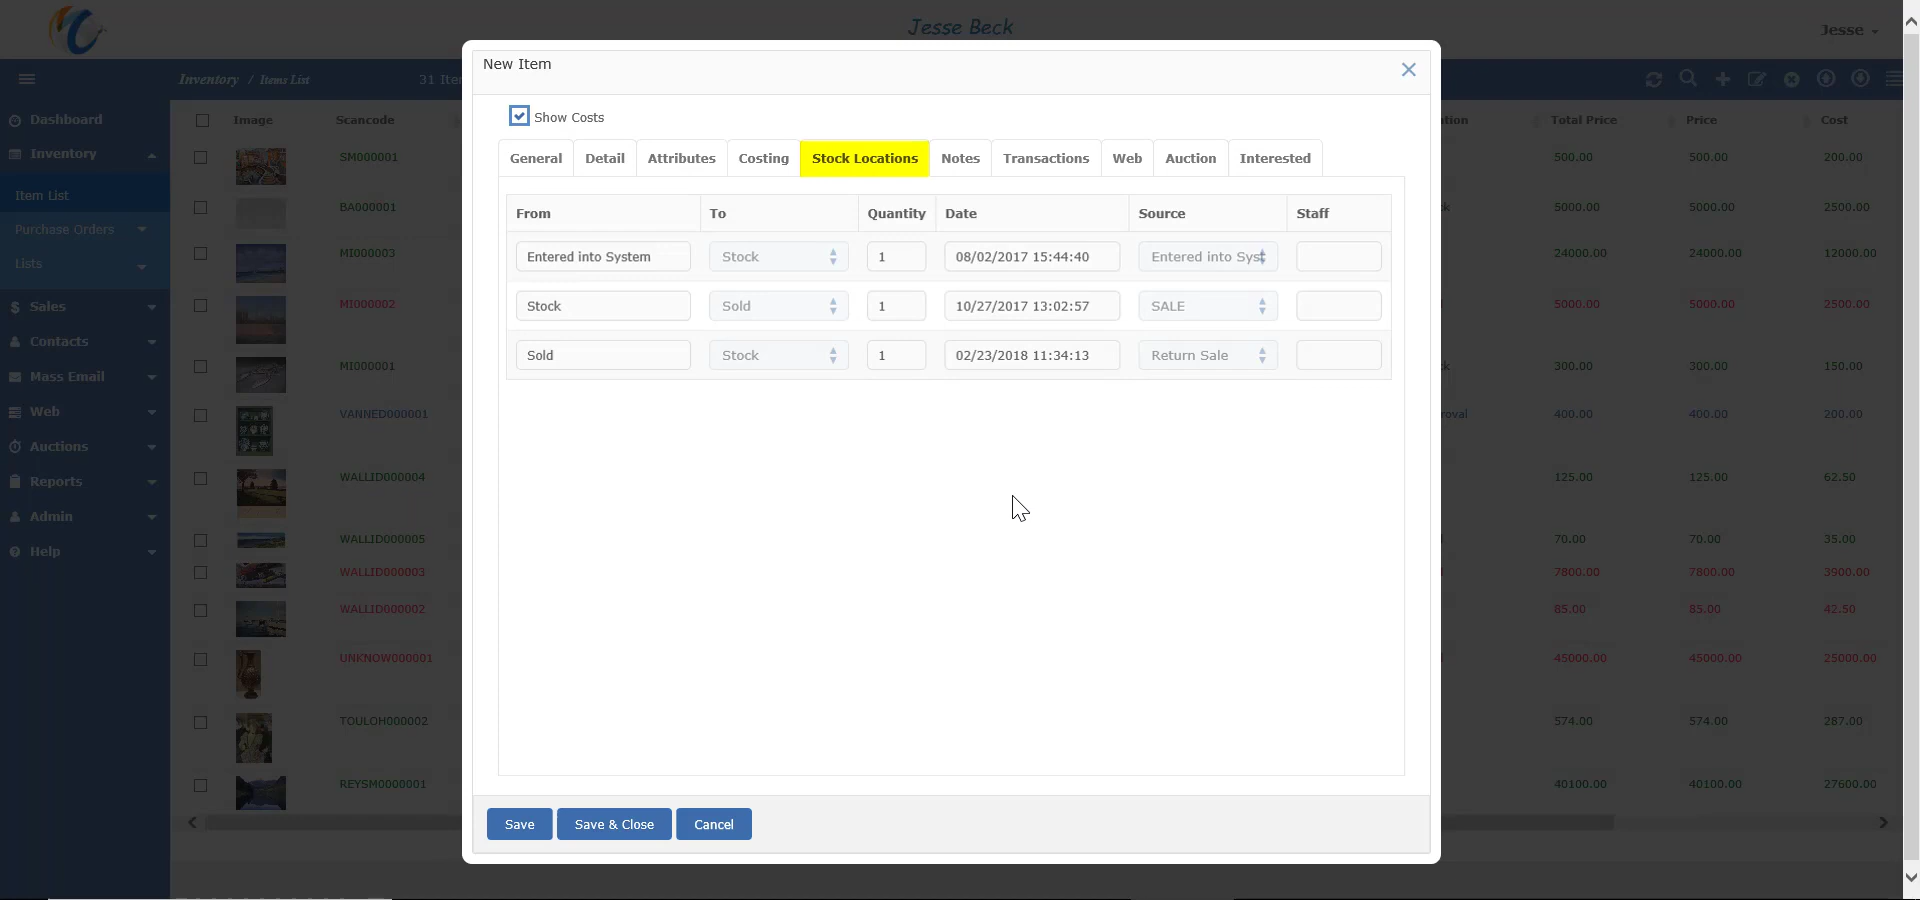 Jesse Beck
Jesse
Inventory / Items List
31 Ite
Dashboard
Inventory
Item List
Purchase Orders
Lists
Sales
Contacts
Mass Email
Web
Auctions
Reports
Admin
Help
Image Scancode
SM000001
BA000001
MI000003
MI000002
MI000001
VANNED000001
WALLID000004
WALLID000005
WALLID000003
WALLID000002
UNKNOW000001
TOULOH000002
REYSM0000001
New Item
Show Costs
General Detail Attributes Costing Stock Locations Notes Transactions Web Auction Interested
From To Quantity Date Source Staff
Entered into System Stock 1 08/02/2017 15:44:40 Entered into Syst
Stock Sold 1 10/27/2017 13:02:57 SALE
Sold Stock 1 02/23/2018 11:34:13 Return Sale
Save Save & Close Cancel
tion Total Price Price Cost
500.00 500.00 200.00
k 5000.00 5000.00 2500.00
24000.00 24000.00 12000.00
5000.00 5000.00 2500.00
k 300.00 300.00 150.00
roval 400.00 400.00 200.00
125.00 125.00 62.50
70.00 70.00 35.00
7800.00 7800.00 3900.00
85.00 85.00 42.50
45000.00 45000.00 25000.00
574.00 574.00 287.00
40100.00 40100.00 27600.00